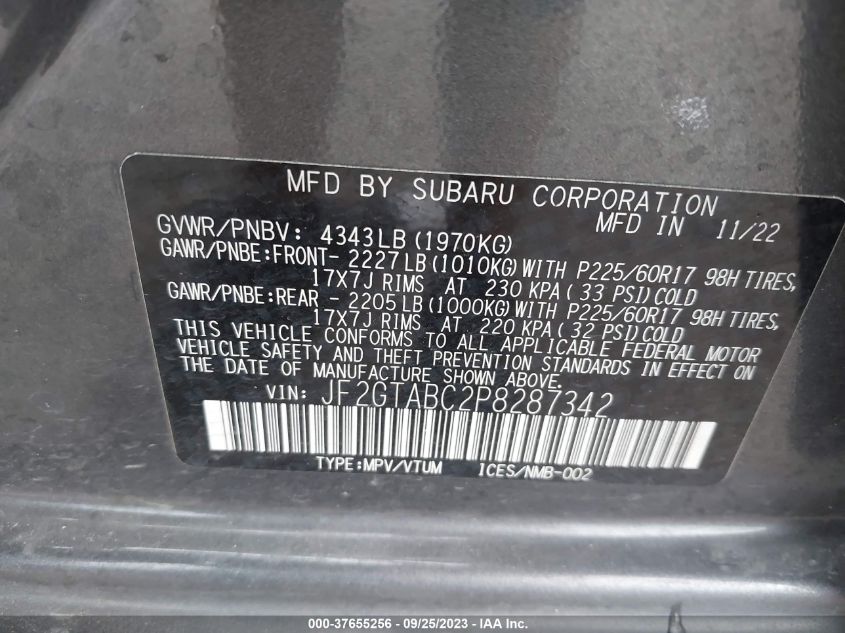 MFD BY SUBARU CORPORATION
MFD IN 11/22
GVWR/PNBV: 4343LB(1970KG)
GAWR/PNBE:FRONT- 2227LB(1010KG)WITH P225/60R17 98H TIRES,
17X7J RIMS AT 230 KPA( 33 PSI)COLD
GAWR/PNBE:REAR - 2205LB(1000KG)WITH P225/60R17 98H TIRES,
17X7J RIMS AT 220 KPA( 32 PSI)COLD
THIS VEHICLE CONFORMS TO ALL APPLICABLE FEDERAL MOTOR
VEHICLE SAFETY AND THEFT PREVENTION STANDARDS IN EFFECT ON
THE DATE OF MANUFACTURE SHOWN ABOVE.
VIN: JF2GTABC2P8287342
TYPE:MPV/VTUM ICES/NMB-002
000-37655256 - 09/25/2023 - IAA Inc.